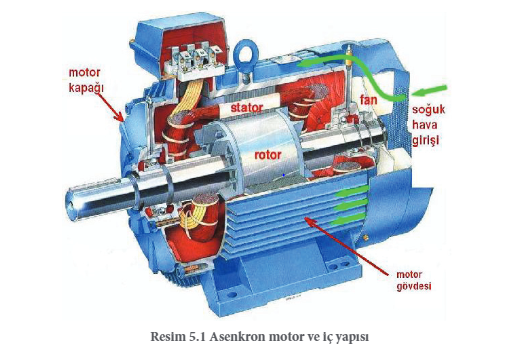 motor
kapağı
stator
fan
soğuk
hava
girişi
rotor
motor
gövdesi
Resim 5.1 Asenkron motor ve iç yapısı